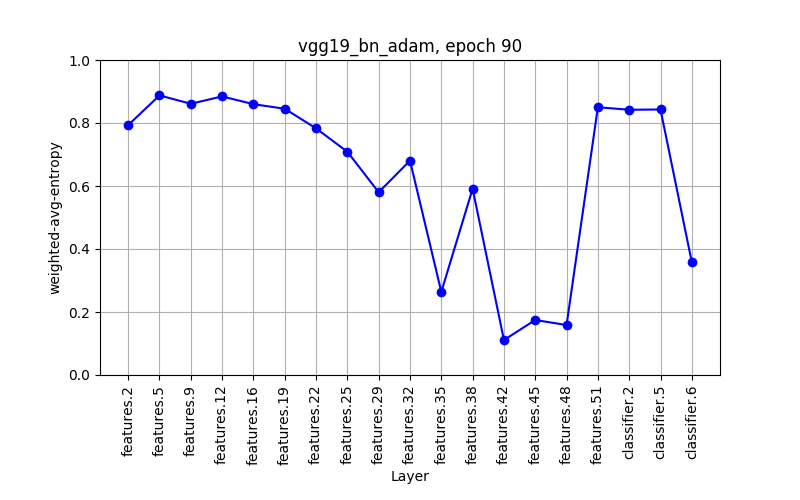 vgg19_bn_adam, epoch 90
1.0
0.8
0.6
0.4
0.2
0.0
weighted-avg-entropy
features.2
features.5
features.9
features.12
features.16
features.19
features.22
features.25
features.29
features.32
features.35
features.38
features.42
features.45
features.48
features.51
classifier.2
classifier.5
classifier.6
Layer